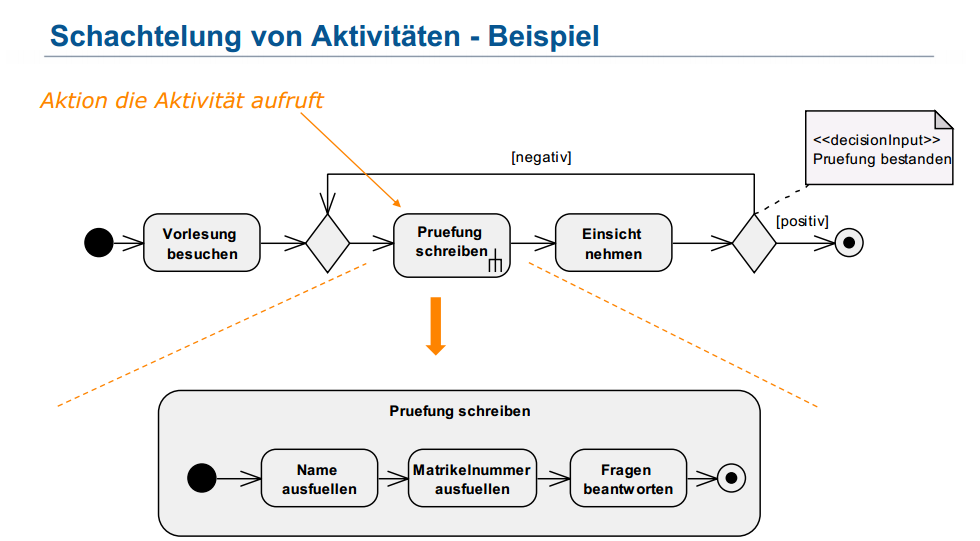 Schachtelung von Aktivitäten - Beispiel
Aktion die Aktivität aufruft
<<decisionInput>>
Pruefung bestanden
[negativ]
[positiv]
Vorlesung
besuchen
Pruefung
schreiben
Einsicht
nehmen
Pruefung schreiben
Name
ausfuellen
Matrikelnummer
ausfuellen
Fragen
beantworten